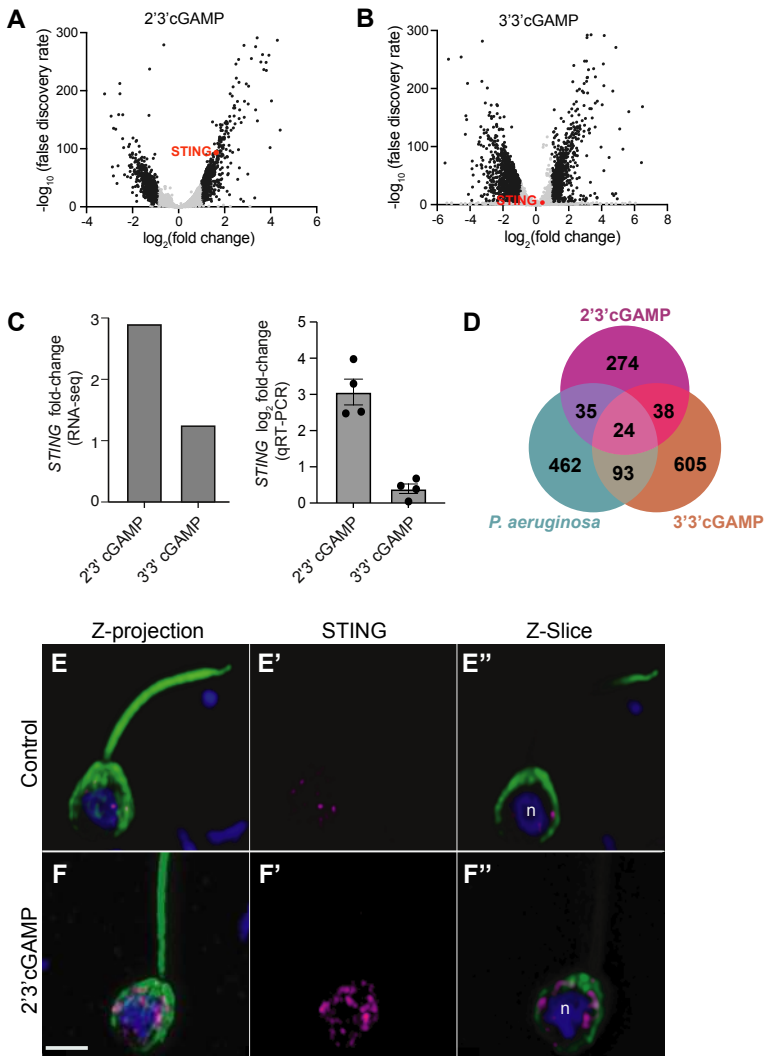 A
2'3'cGAMP
-log10 (false discovery rate)
300
200
100
0
STING
-4
-2
0
2
4
6
log2(fold change)
B
3'3'cGAMP
-log10 (false discovery rate)
300
250
200
150
100
50
0
STING
-6
-4
-2
0
2
4
6
8
log2(fold change)
C
STING fold-change
(RNA-seq)
3
2
1
0
2'3' cGAMP
3'3' cGAMP
STING log2 fold-change
(qRT-PCR)
5
4
3
2
1
0
2'3' cGAMP
3'3' cGAMP
D
2'3'cGAMP
274
35
38
24
462
93
605
P. aeruginosa
3'3'cGAMP
Z-projection
STING
Z-Slice
Control
E
E'
E"
n
2'3'cGAMP
F
F'
F"
n